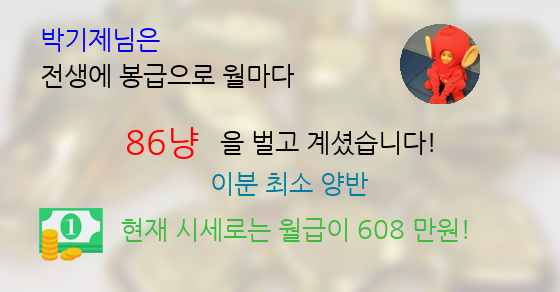 박기제님은
전생에 봉급으로 월마다
86냥 을 벌고 계셨습니다!
이분 최소 양반
1
현재 시세로는 월급이 608 만원!